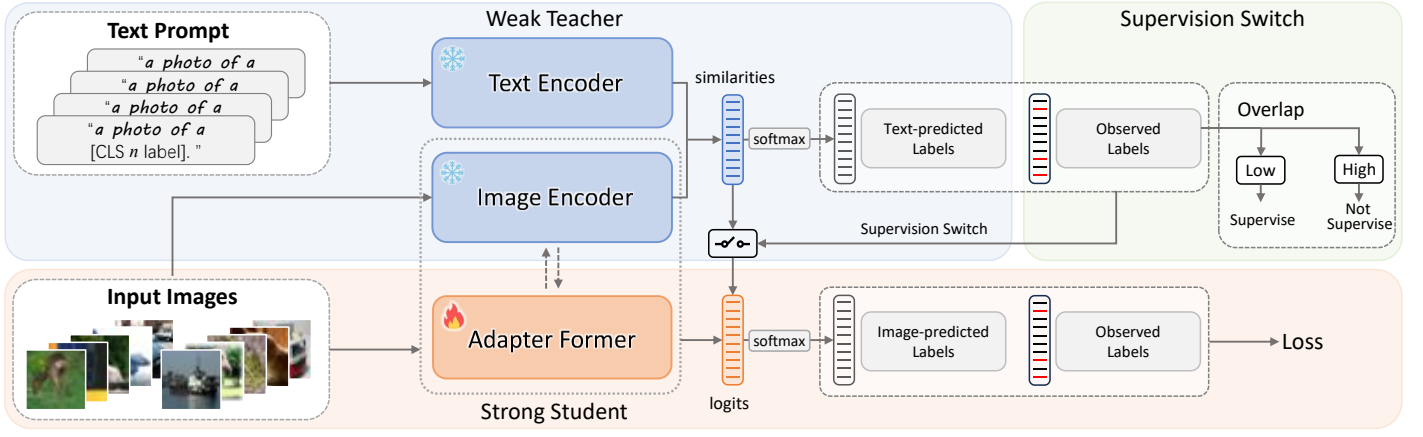 Weak Teacher
Supervision Switch
Text Prompt
“a photo of a
“a photo of a
“a photo of a
“a photo of a
[CLS n label]. ”
Text Encoder
Image Encoder
similarities
softmax
Text-predicted
Labels
Observed
Labels
Overlap
Low
High
Supervise
Not
Supervise
Supervision Switch
Input Images
Adapter Former
Strong Student
softmax
logits
Image-predicted
Labels
Observed
Labels
Loss